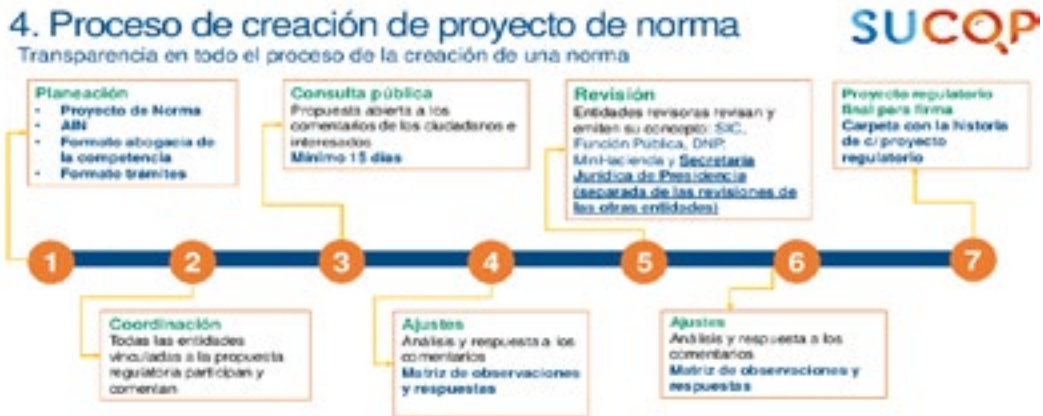 4. Proceso de creación de proyecto de norma
SUCOP
Transparencia en todo el proceso de la creación de una norma
Planeación
• Proyecto de Norma
• AIN
• Formato abogacía de
la competencia
• Formato trámites
Consulta pública
Propuesta abierta a los
comentarios de los ciudadanos e
interesados
Mínimo 15 días
Revisión
Entidades revisoras revisan y
emiten su concepto: SIC,
Función Pública, DNP,
MinHacienda y Secretaría
Jurídica de Presidencia
(separada de las revisiones de
las otras entidades)
Proyecto regulatorio
final para firma
Carpeta con la historia
de c/ proyecto
regulatorio
1
2
3
4
5
6
7
Coordinación
Todas las entidades
vinculadas a la propuesta
regulatoria participan y
comentan
Ajustes
Análisis y respuesta a los
comentarios
Matriz de observaciones
y respuestas
Ajustes
Análisis y respuesta a los
comentarios
Matriz de observaciones y
respuestas